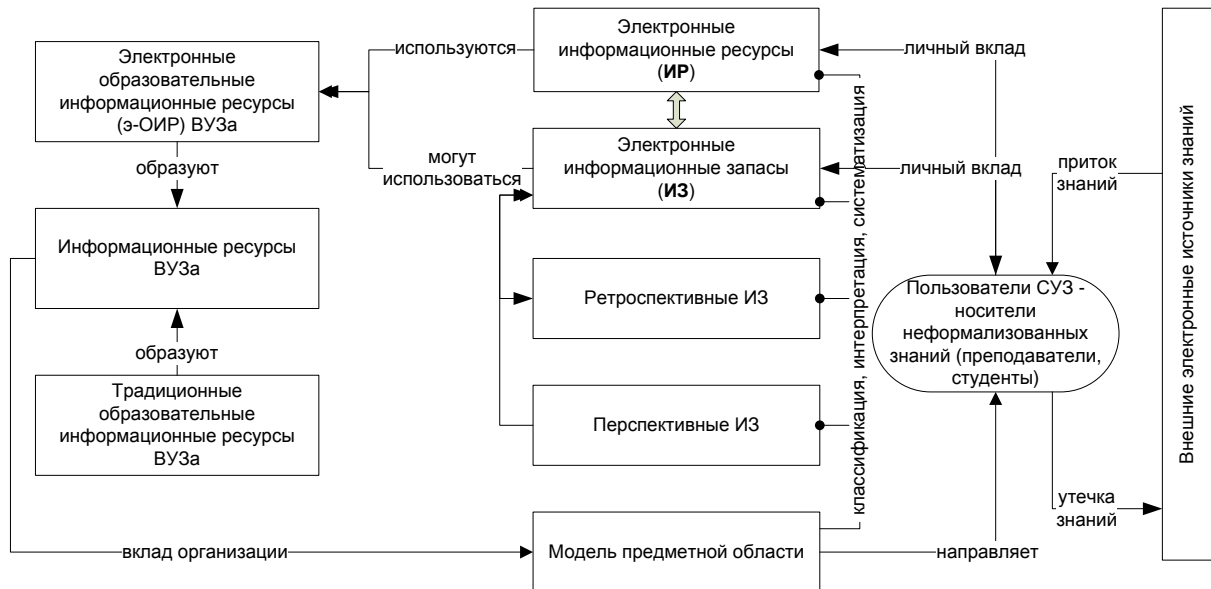 Электронные
образовательные
информационные ресурсы
(э-ОИР) ВУЗа
образуют
Информационные ресурсы
ВУЗа
образуют
Традиционные
образовательные
информационные ресурсы
ВУЗа
вклад организации
используются
могут
использоваться
Электронные
информационные ресурсы
(ИР)
Электронные
информационные запасы
(ИЗ)
Ретроспективные ИЗ
Перспективные ИЗ
Модель предметной области
классификация, интерпретация, систематизация
личный вклад
личный вклад
Пользователи СУЗ -
носители
неформализованных
знаний (преподаватели,
студенты)
направляет
приток
знаний
утечка
знаний
Внешние электронные источники знаний